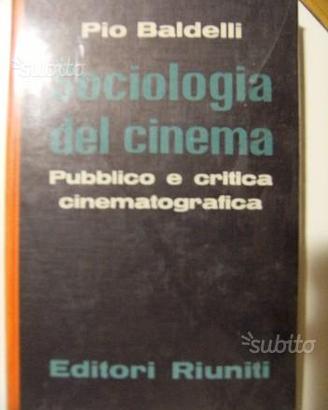 Pio Baldelli
subito
Sociologia
del cinema
Pubblico e critica
cinematografica
subito
Editori Riuniti